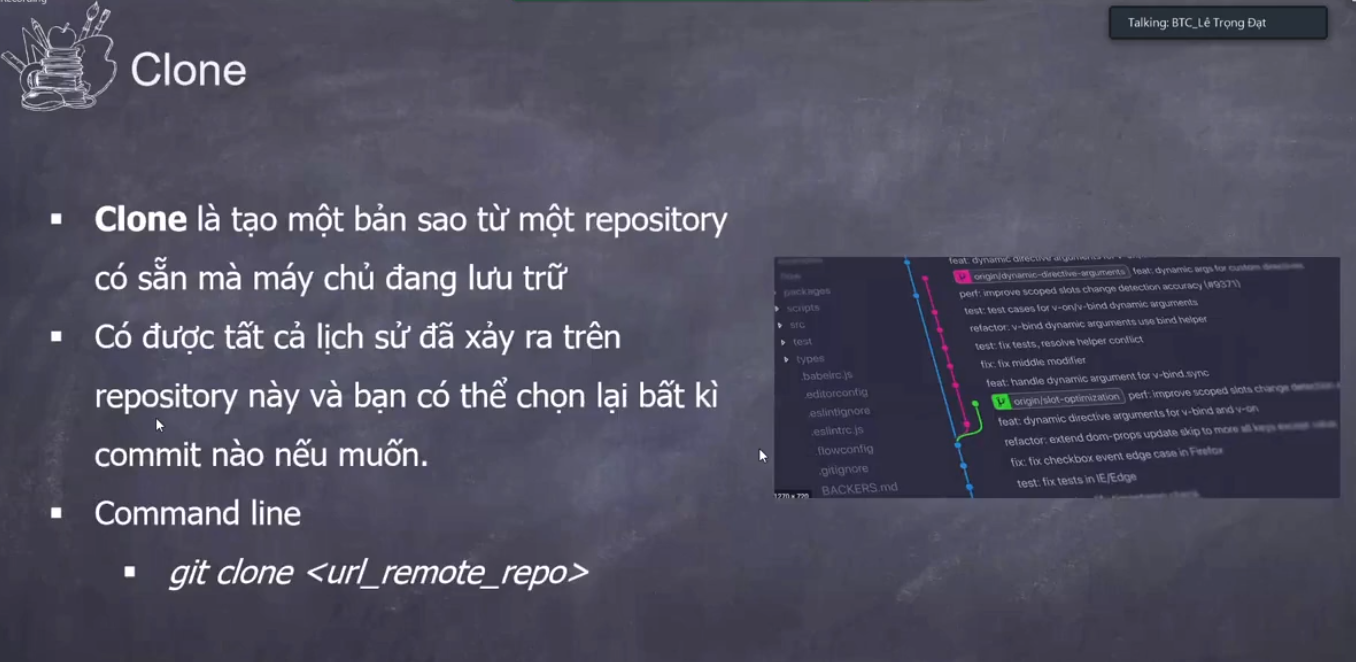 Talking: BTC_Lê Trọng Đạt
Clone
▪ Clone là tạo một bản sao từ một repository
có sẵn mà máy chủ đang lưu trữ
▪ Có được tất cả lịch sử đã xảy ra trên
repository này và bạn có thể chọn lại bất kì
commit nào nếu muốn.
▪ Command line
▪ git clone <url_remote_repo>
flow
packages
scripts
src
test
types
.babelrc.js
.editorconfig
.eslintignore
.eslintrc.js
.flowconfig
.gitignore
BACKERS.md
feat: dynamic directive arguments for
origin/dynamic-directive-arguments feat: dynamic args for custom directives
perf: improve scoped slots change detection accuracy (#9371)
test: test cases for v-on/v-bind dynamic arguments
refactor: v-bind dynamic arguments use bind helper
test: fix tests, resolve helper conflict
fix: fix middle modifier
feat: handle dynamic argument for v-bind.sync
origin/slot-optimization perf: improve scoped slots change detection
feat: dynamic directive arguments for v-bind and v-on
refactor: extend dom-props update skip to more all keys except value
fix: fix checkbox event edge case in Firefox
test: fix tests in IE/Edge
1270 × 720